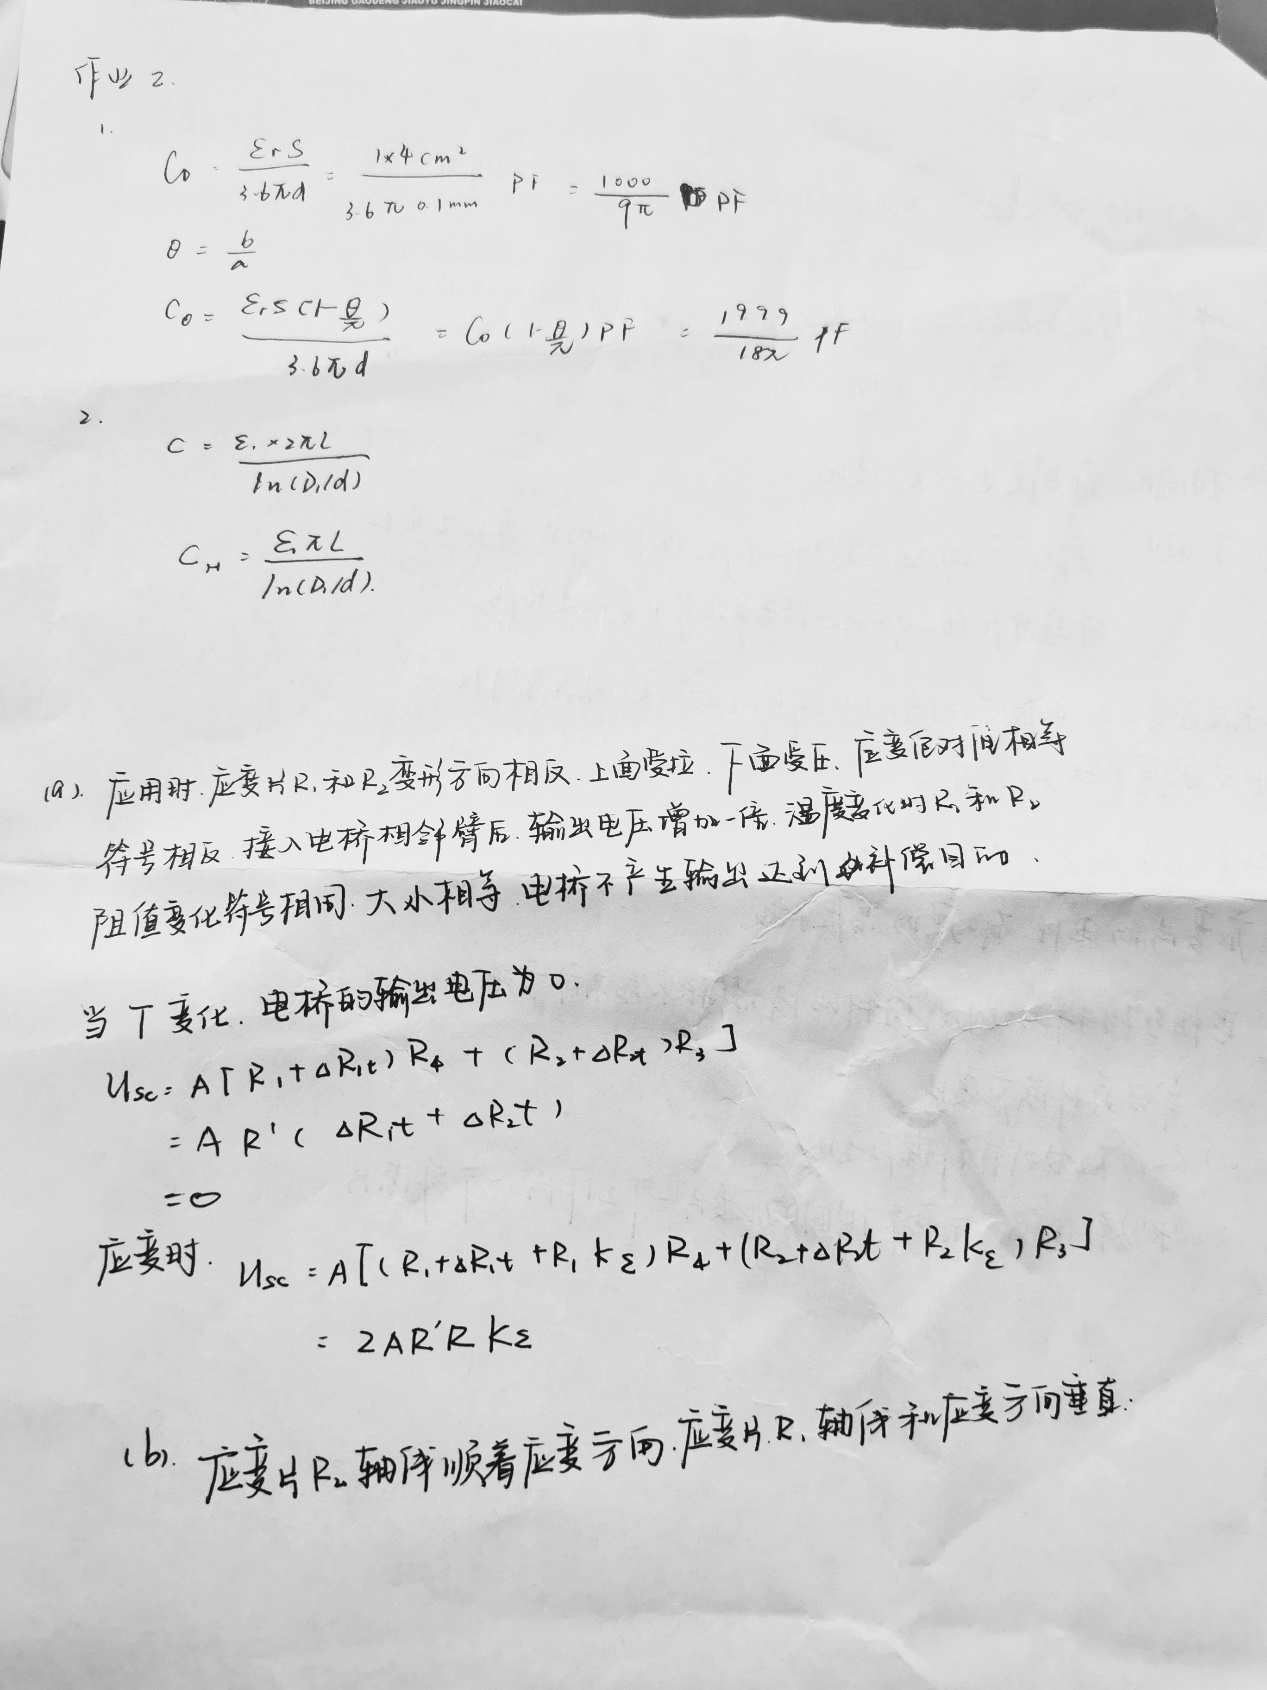 BEIJING GAODENG JIAOYU JINGPIN JIAOCAI
作业 2.
1.
C₀ = εrS / 3.6πd = 1×4cm² / 3.6π 0.1mm PF = 1000 / 9π PF
θ = b / a
Cθ = εrS(1-θ/π) / 3.6πd = C₀(1-θ/π)PF = 1999 / 18π PF
2.
C = ε₁×2πL / ln(D₁/d)
C_H = ε₁πL / ln(D₁/d).
(a). 应用时.应变片R₁和R₂变形方向相反.上面受拉.下面受压.应变绝对值相等
符号相反.接入电桥相邻臂后.输出电压增加一倍.温度变化时R₁和R₂
阻值变化符号相同.大小相等.电桥不产生输出达到补偿目的.
当T变化.电桥的输出电压为0.
Usc=A[R₁+ΔR₁t)R₄+(R₂+ΔR₂t)R₃]
=AR'(ΔR₁t+ΔR₂t)
=0
应变时. Usc=A[(R₁+ΔR₁t+R₁kε)R₄+(R₂+ΔR₂t+R₂kε)R₃]
=2AR'RKε
(b). 应变片R₂轴线顺着应变方向.应变片R₁轴线和应变方向垂直.